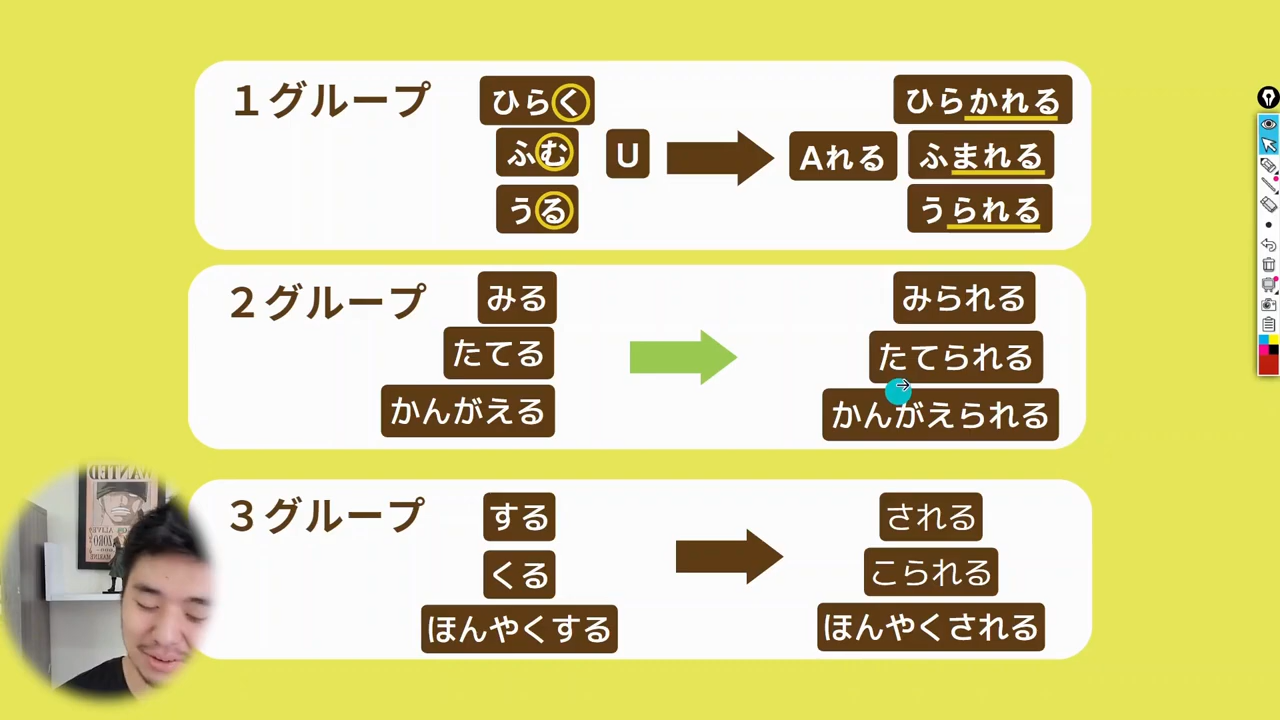 1グループ
ひらく
ふむ
うる
U
Aれる
ひらかれる
ふまれる
うられる
2グループ
みる
たてる
かんがえる
みられる
たてられる
かんがえられる
3グループ
する
くる
ほんやくする
される
こられる
ほんやくされる
WANTED